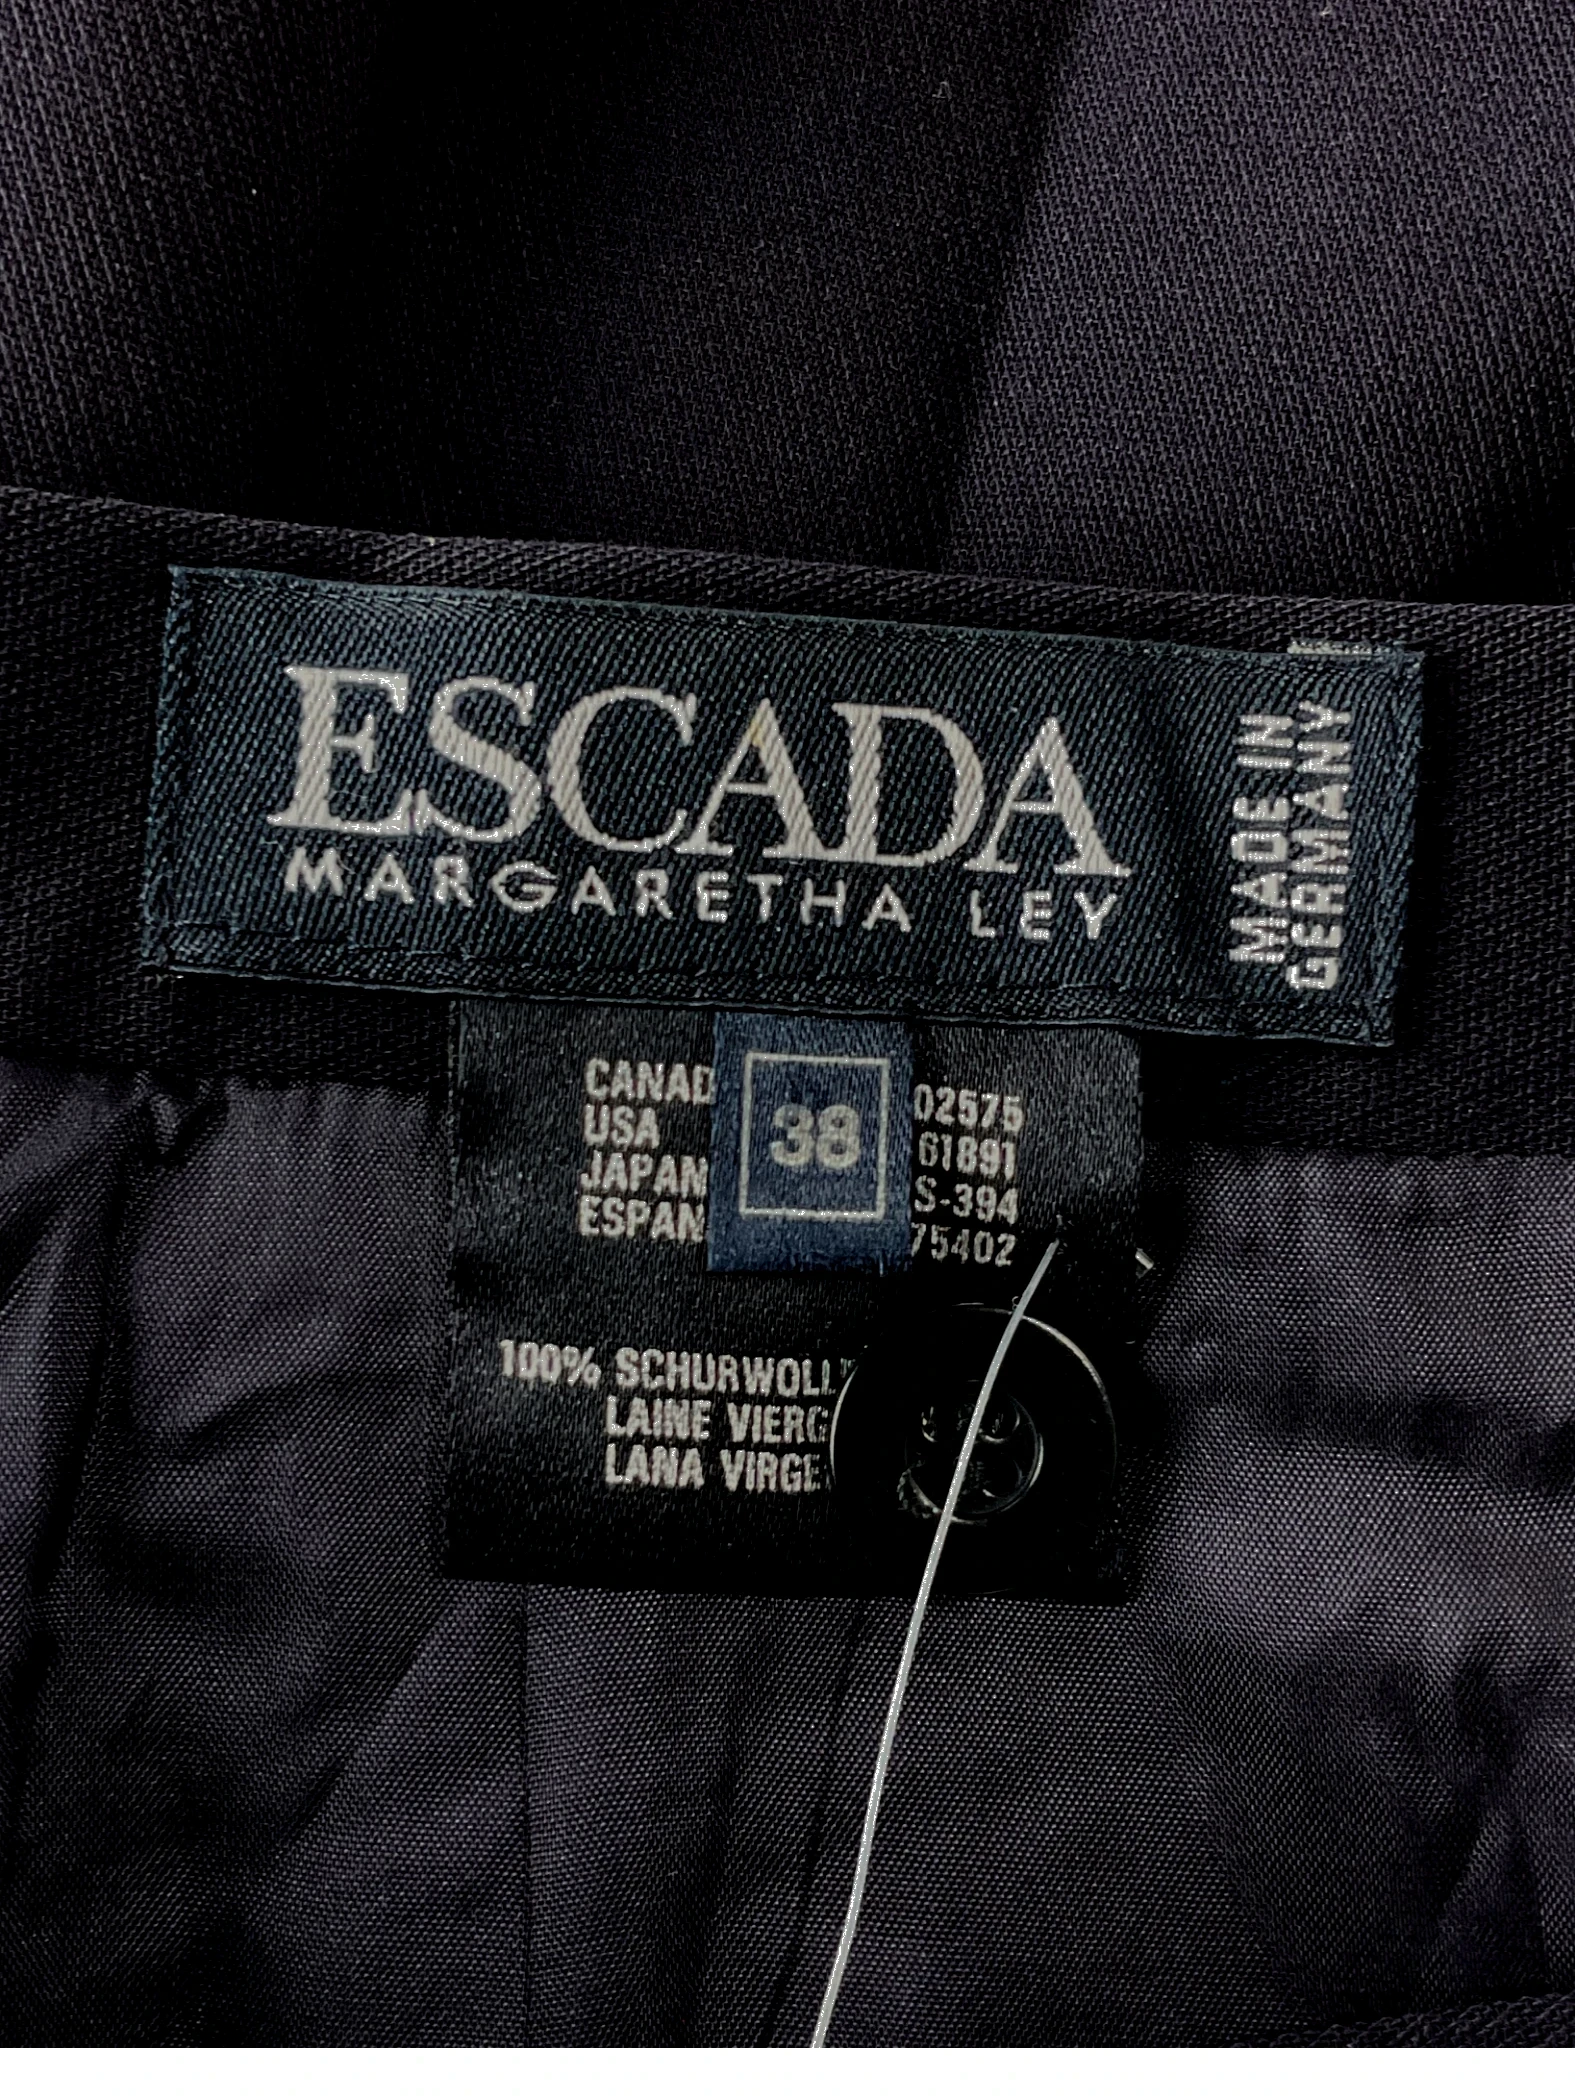 ESCADA
MARGARETHA LEY
MADE IN
GERMANY
38
CANAD 02575
USA 61891
JAPAN S-394
ESPAN 75402
100% SCHURWOLL
LAINE VIERG
LANA VIRGE